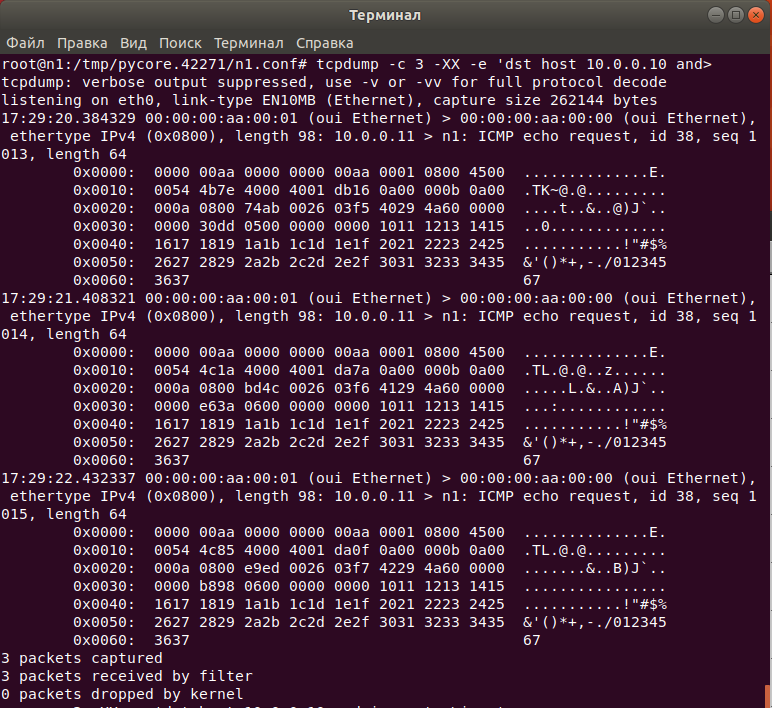 Терминал
Файл Правка Вид Поиск Терминал Справка
root@n1:/tmp/pycore.42271/n1.conf# tcpdump -c 3 -XX -e 'dst host 10.0.0.10 and>
tcpdump: verbose output suppressed, use -v or -vv for full protocol decode
listening on eth0, link-type EN10MB (Ethernet), capture size 262144 bytes
17:29:20.384329 00:00:00:aa:00:01 (oui Ethernet) > 00:00:00:aa:00:00 (oui Ethernet),
 ethertype IPv4 (0x0800), length 98: 10.0.0.11 > n1: ICMP echo request, id 38, seq 1
013, length 64
        0x0000:  0000 00aa 0000 0000 00aa 0001 0800 4500  ..............E.
        0x0010:  0054 4b7e 4000 4001 db16 0a00 000b 0a00  .TK~@.@.........
        0x0020:  000a 0800 74ab 0026 03f5 4029 4a60 0000  ....t..&..@)J`..
        0x0030:  0000 30dd 0500 0000 0000 1011 1213 1415  ..0.............
        0x0040:  1617 1819 1a1b 1c1d 1e1f 2021 2223 2425  ...........!"#$%
        0x0050:  2627 2829 2a2b 2c2d 2e2f 3031 3233 3435  &'()*+,-./012345
        0x0060:  3637                                     67
17:29:21.408321 00:00:00:aa:00:01 (oui Ethernet) > 00:00:00:aa:00:00 (oui Ethernet),
 ethertype IPv4 (0x0800), length 98: 10.0.0.11 > n1: ICMP echo request, id 38, seq 1
014, length 64
        0x0000:  0000 00aa 0000 0000 00aa 0001 0800 4500  ..............E.
        0x0010:  0054 4c1a 4000 4001 da7a 0a00 000b 0a00  .TL.@.@..z......
        0x0020:  000a 0800 bd4c 0026 03f6 4129 4a60 0000  .....L.&..A)J`..
        0x0030:  0000 e63a 0600 0000 0000 1011 1213 1415  ...:............
        0x0040:  1617 1819 1a1b 1c1d 1e1f 2021 2223 2425  ...........!"#$%
        0x0050:  2627 2829 2a2b 2c2d 2e2f 3031 3233 3435  &'()*+,-./012345
        0x0060:  3637                                     67
17:29:22.432337 00:00:00:aa:00:01 (oui Ethernet) > 00:00:00:aa:00:00 (oui Ethernet),
 ethertype IPv4 (0x0800), length 98: 10.0.0.11 > n1: ICMP echo request, id 38, seq 1
015, length 64
        0x0000:  0000 00aa 0000 0000 00aa 0001 0800 4500  ..............E.
        0x0010:  0054 4c85 4000 4001 da0f 0a00 000b 0a00  .TL.@.@.........
        0x0020:  000a 0800 e9ed 0026 03f7 4229 4a60 0000  .......&..B)J`..
        0x0030:  0000 b898 0600 0000 0000 1011 1213 1415  ................
        0x0040:  1617 1819 1a1b 1c1d 1e1f 2021 2223 2425  ...........!"#$%
        0x0050:  2627 2829 2a2b 2c2d 2e2f 3031 3233 3435  &'()*+,-./012345
        0x0060:  3637                                     67
3 packets captured
3 packets received by filter
0 packets dropped by kernel